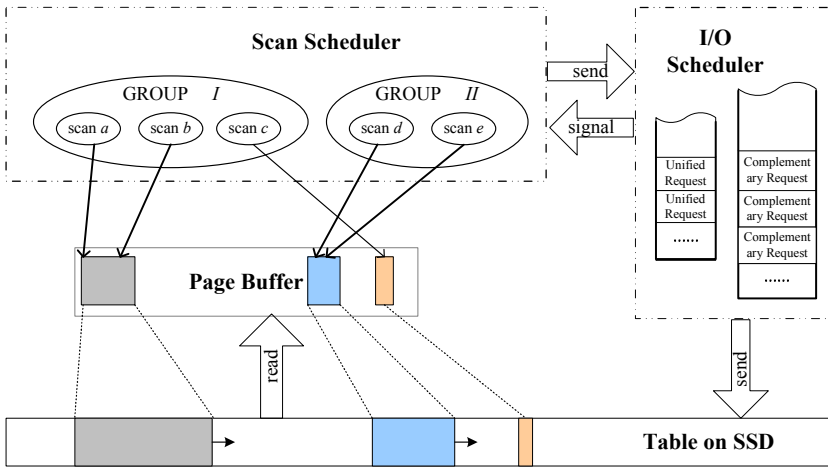 Scan Scheduler
GROUP I
scan a
scan b
scan c
GROUP II
scan d
scan e
send
signal
I/O
Scheduler
Unified
Request
Unified
Request
......
Complement
ary Request
Complement
ary Request
Complement
ary Request
......
Page Buffer
read
send
Table on SSD